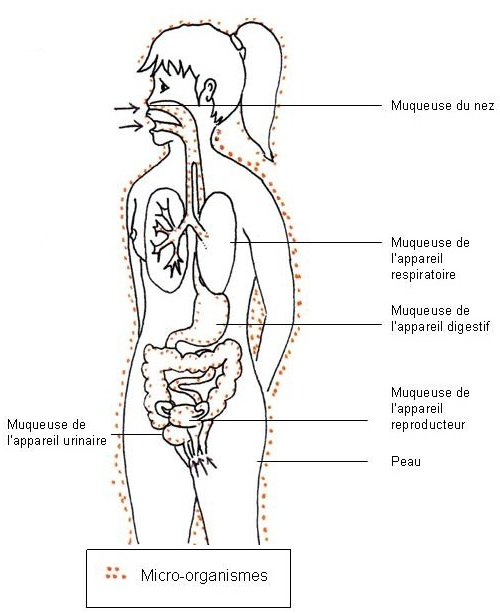 Muqueuse du nez
Muqueuse de
l'appareil
respiratoire
Muqueuse de
l'appareil digestif
Muqueuse de
l'appareil
reproducteur
Muqueuse de
l'appareil urinaire
Peau
Micro-organismes